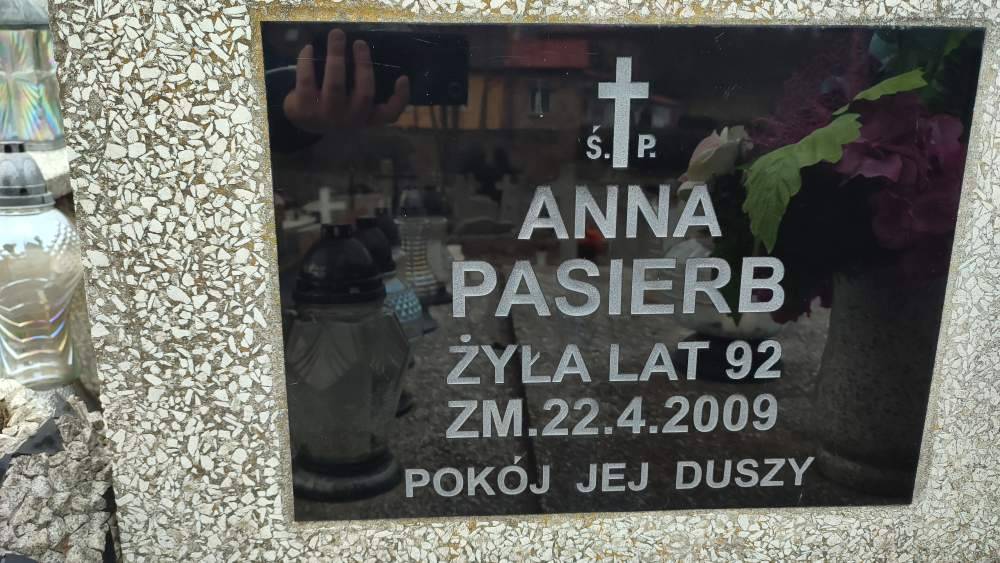 Ś. P.
ANNA
PASIERB
ŻYŁA LAT 92
ZM.22.4.2009
POKÓJ JEJ DUSZY